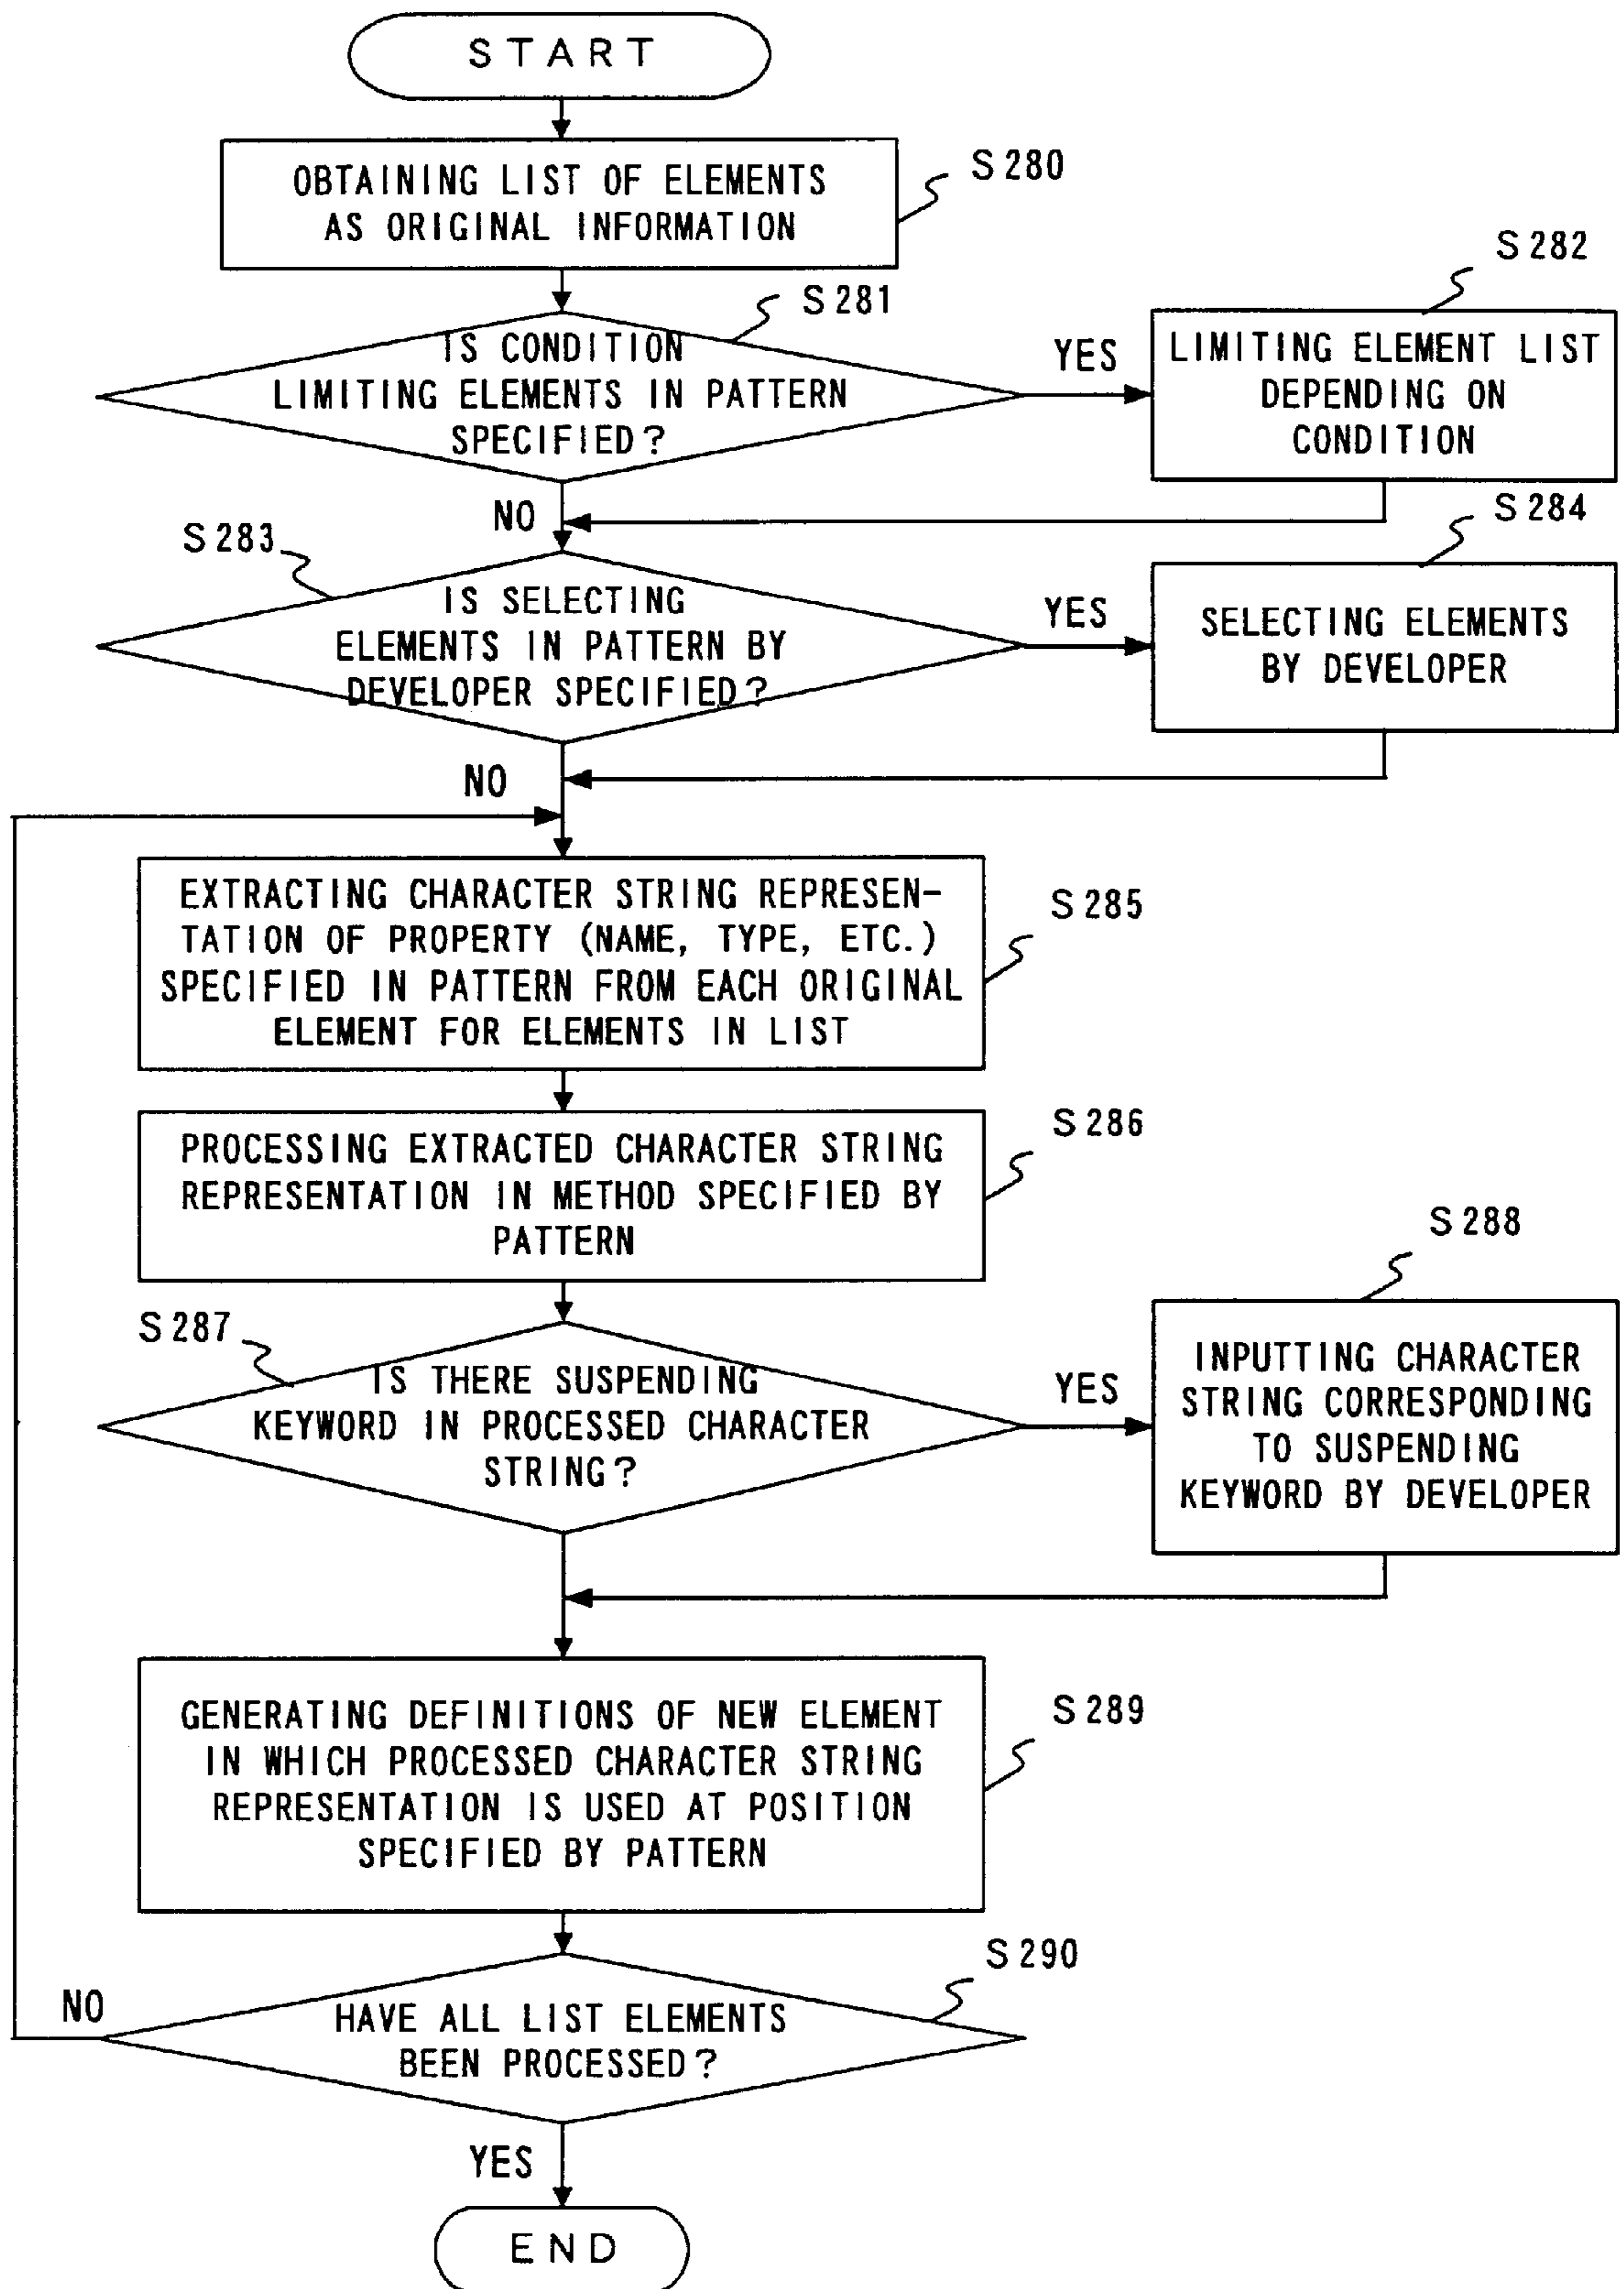 START
OBTAINING LIST OF ELEMENTS
AS ORIGINAL INFORMATION
S280
IS CONDITION
LIMITING ELEMENTS IN PATTERN
SPECIFIED?
S281
YES
LIMITING ELEMENT LIST
DEPENDING ON
CONDITION
S282
NO
S283
IS SELECTING
ELEMENTS IN PATTERN BY
DEVELOPER SPECIFIED?
YES
SELECTING ELEMENTS
BY DEVELOPER
S284
NO
EXTRACTING CHARACTER STRING REPRESEN-
TATION OF PROPERTY (NAME, TYPE, ETC.)
SPECIFIED IN PATTERN FROM EACH ORIGINAL
ELEMENT FOR ELEMENTS IN LIST
S285
PROCESSING EXTRACTED CHARACTER STRING
REPRESENTATION IN METHOD SPECIFIED BY
PATTERN
S286
S287
IS THERE SUSPENDING
KEYWORD IN PROCESSED CHARACTER
STRING?
YES
INPUTTING CHARACTER
STRING CORRESPONDING
TO SUSPENDING
KEYWORD BY DEVELOPER
S288
GENERATING DEFINITIONS OF NEW ELEMENT
IN WHICH PROCESSED CHARACTER STRING
REPRESENTATION IS USED AT POSITION
SPECIFIED BY PATTERN
S289
S290
NO
HAVE ALL LIST ELEMENTS
BEEN PROCESSED?
YES
END